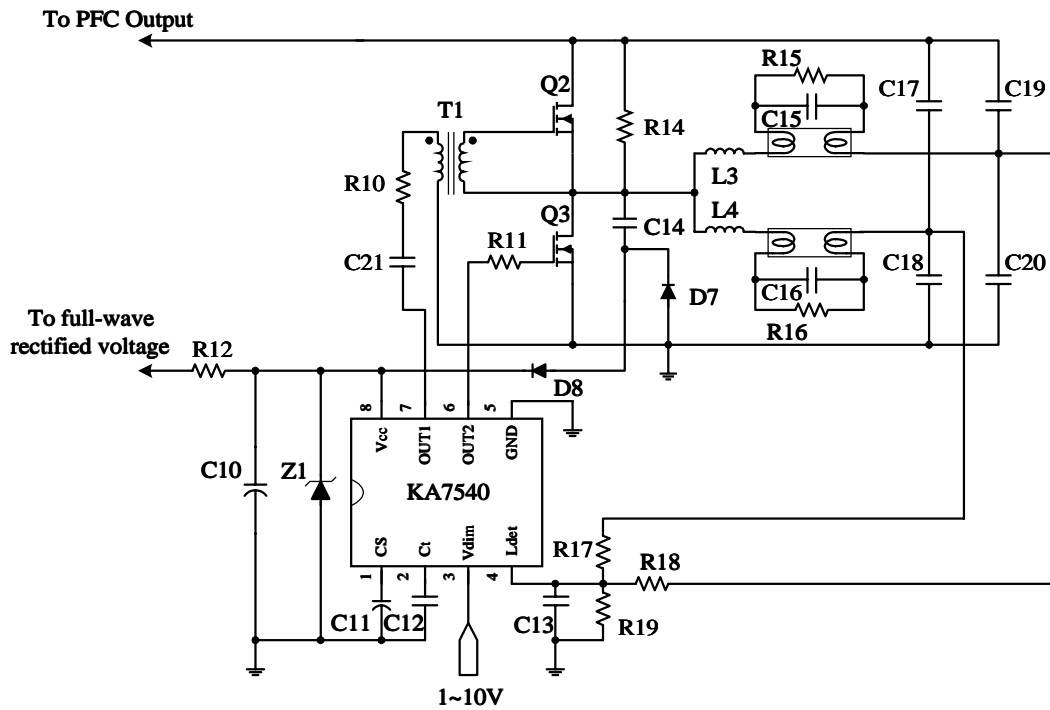 To PFC Output
R15
Q2
C17
C19
T1
C15
R14
R10
L3
Q3
L4
C14
R11
C21
C18
C20
C16
D7
To full-wave
rectified voltage
R16
R12
D8
8
7
6
5
Vcc
OUT1
OUT2
GND
C10
Z1
KA7540
CS
Ct
Vdim
Ldet
R17
R18
1
2
3
4
C11
C12
C13
R19
1~10V